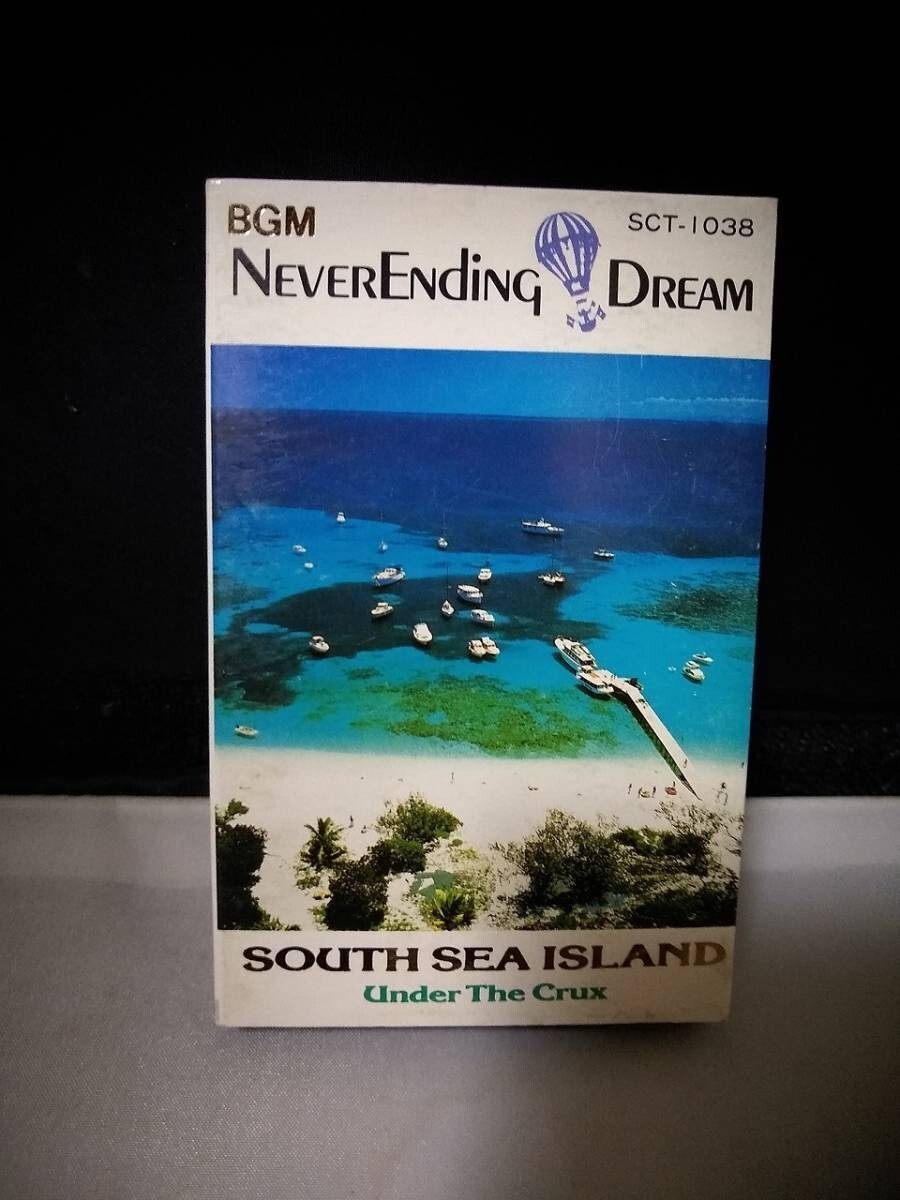 BGM
SCT-1038
NEVERENdiNG DREAM
SOUTH SEA ISLAND
Under The Crux